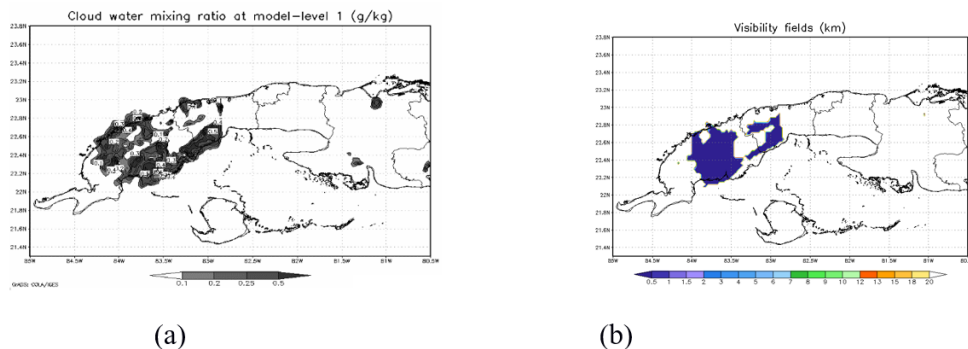 Cloud water mixing ratio at model-level 1 (g/kg)
23.8N
23.6N
23.2N
23N
22.8N
22.6N
22.4N
22.2N
22N
21.8N
21.6N
21.4N
85W
84.5W
84W
83.5W
83W
82.5W
82W
81.5W
81W
80.5W
0.1 0.2 0.25 0.5
GrADS: COLA/IGES
(a)
Visibility fields (km)
23.8N
23.6N
23.2N
23N
22.8N
22.6N
22.4N
22.2N
22N
21.8N
21.6N
21.4N
85W
84.5W
84W
83.5W
83W
82.5W
82W
81.5W
81W
0.5 1 1.5 2 3 4 5 6 7 8 9 10 12 13 15 18 20
(b)